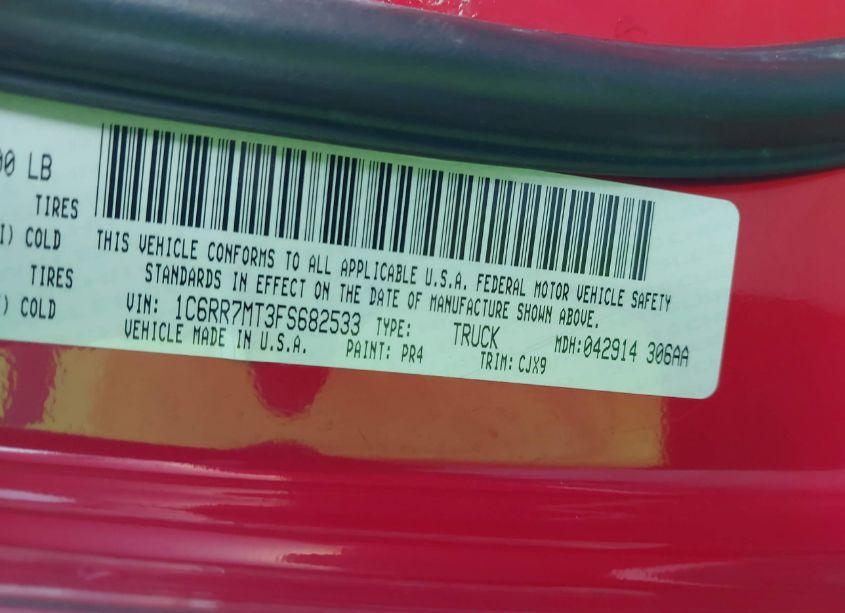 00 LB
TIRES
I) COLD
TIRES
) COLD
THIS VEHICLE CONFORMS TO ALL APPLICABLE U.S.A. FEDERAL MOTOR VEHICLE SAFETY
STANDARDS IN EFFECT ON THE DATE OF MANUFACTURE SHOWN ABOVE.
VIN: 1C6RR7MT3FS682533 TYPE: TRUCK MDH:042914 306AA
VEHICLE MADE IN U.S.A. PAINT: PR4 TRIM: CJX9